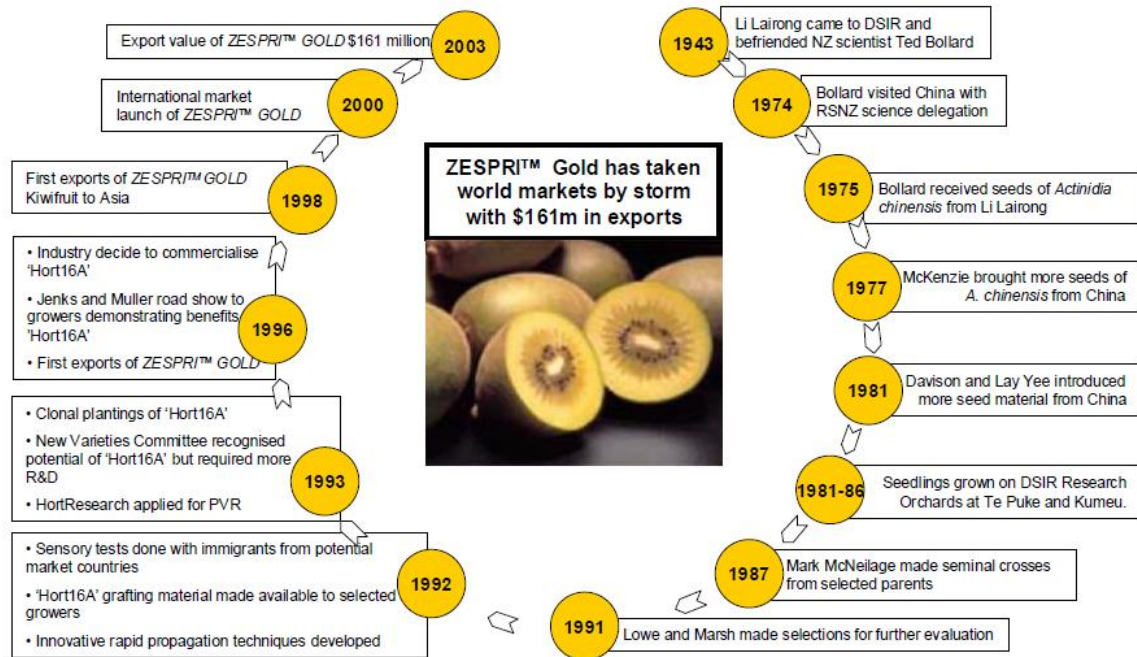 1943
Li Lairong came to DSIR and
befriended NZ scientist Ted Bollard
1974
Bollard visited China with
RSNZ science delegation
1975
Bollard received seeds of Actinidia
chinensis from Li Lairong
1977
McKenzie brought more seeds of
A. chinensis from China
1981
Davison and Lay Yee introduced
more seed material from China
1981-86
Seedlings grown on DSIR Research
Orchards at Te Puke and Kumeu.
1987
Mark McNeilage made seminal crosses
from selected parents
1991
Lowe and Marsh made selections for further evaluation
1992
• Sensory tests done with immigrants from potential
market countries
• 'Hort16A' grafting material made available to selected
growers
• Innovative rapid propagation techniques developed
1993
• Clonal plantings of 'Hort16A'
• New Varieties Committee recognised
potential of 'Hort16A' but required more
R&D
• HortResearch applied for PVR
1996
• Industry decide to commercialise
'Hort16A'
• Jenks and Muller road show to
growers demonstrating benefits
'Hort16A'
• First exports of ZESPRI™ GOLD
1998
First exports of ZESPRI™ GOLD
Kiwifruit to Asia
2000
International market
launch of ZESPRI™ GOLD
2003
Export value of ZESPRI™ GOLD $161 million
ZESPRI™ Gold has taken
world markets by storm
with $161m in exports